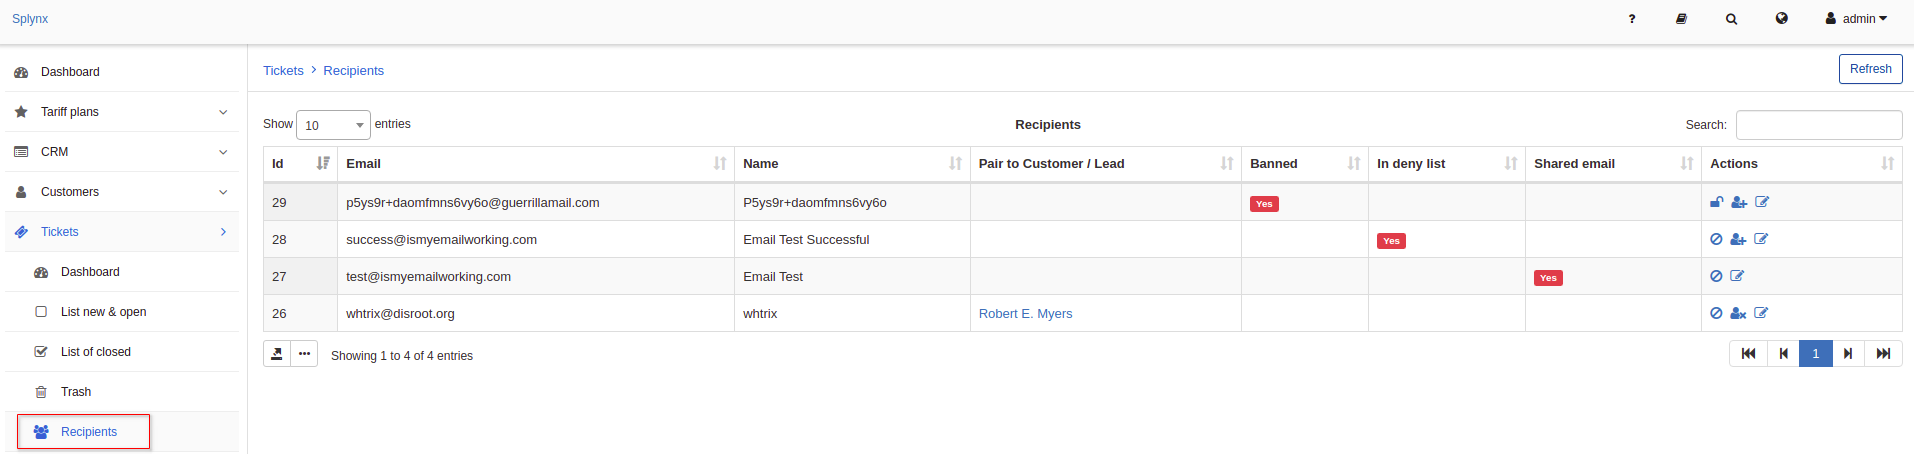 Splynx
? admin
Dashboard
Tariff plans
CRM
Customers
Tickets
Dashboard
List new & open
List of closed
Trash
Recipients
Tickets > Recipients
Refresh
Show 10 entries
Recipients
Search:
Id Email Name Pair to Customer / Lead Banned In deny list Shared email Actions
29 p5ys9r+daomfmns6vy6o@guerrillamail.com P5ys9r+daomfmns6vy6o Yes
28 success@ismyemailworking.com Email Test Successful Yes
27 test@ismyemailworking.com Email Test Yes
26 whtrix@disroot.org whtrix Robert E. Myers
Showing 1 to 4 of 4 entries
1